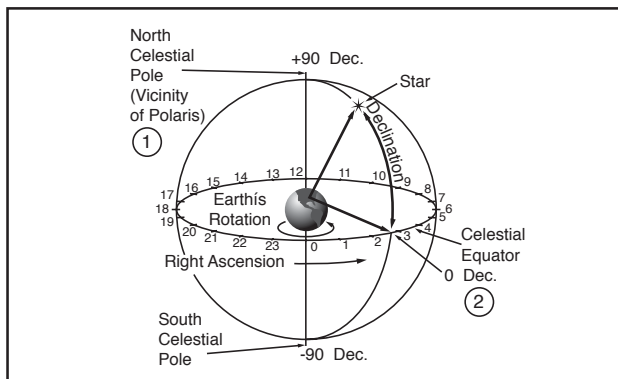 North
Celestial
Pole
(Vicinity
of Polaris)
1
+90 Dec.
Star
Declination
12
11
10
9
8
7
6
5
4
3
2
1
0
23
22
21
20
19
18
17
16
15
14
13
Earthís
Rotation
Right Ascension
Celestial
Equator
0 Dec.
2
South
Celestial
Pole
-90 Dec.